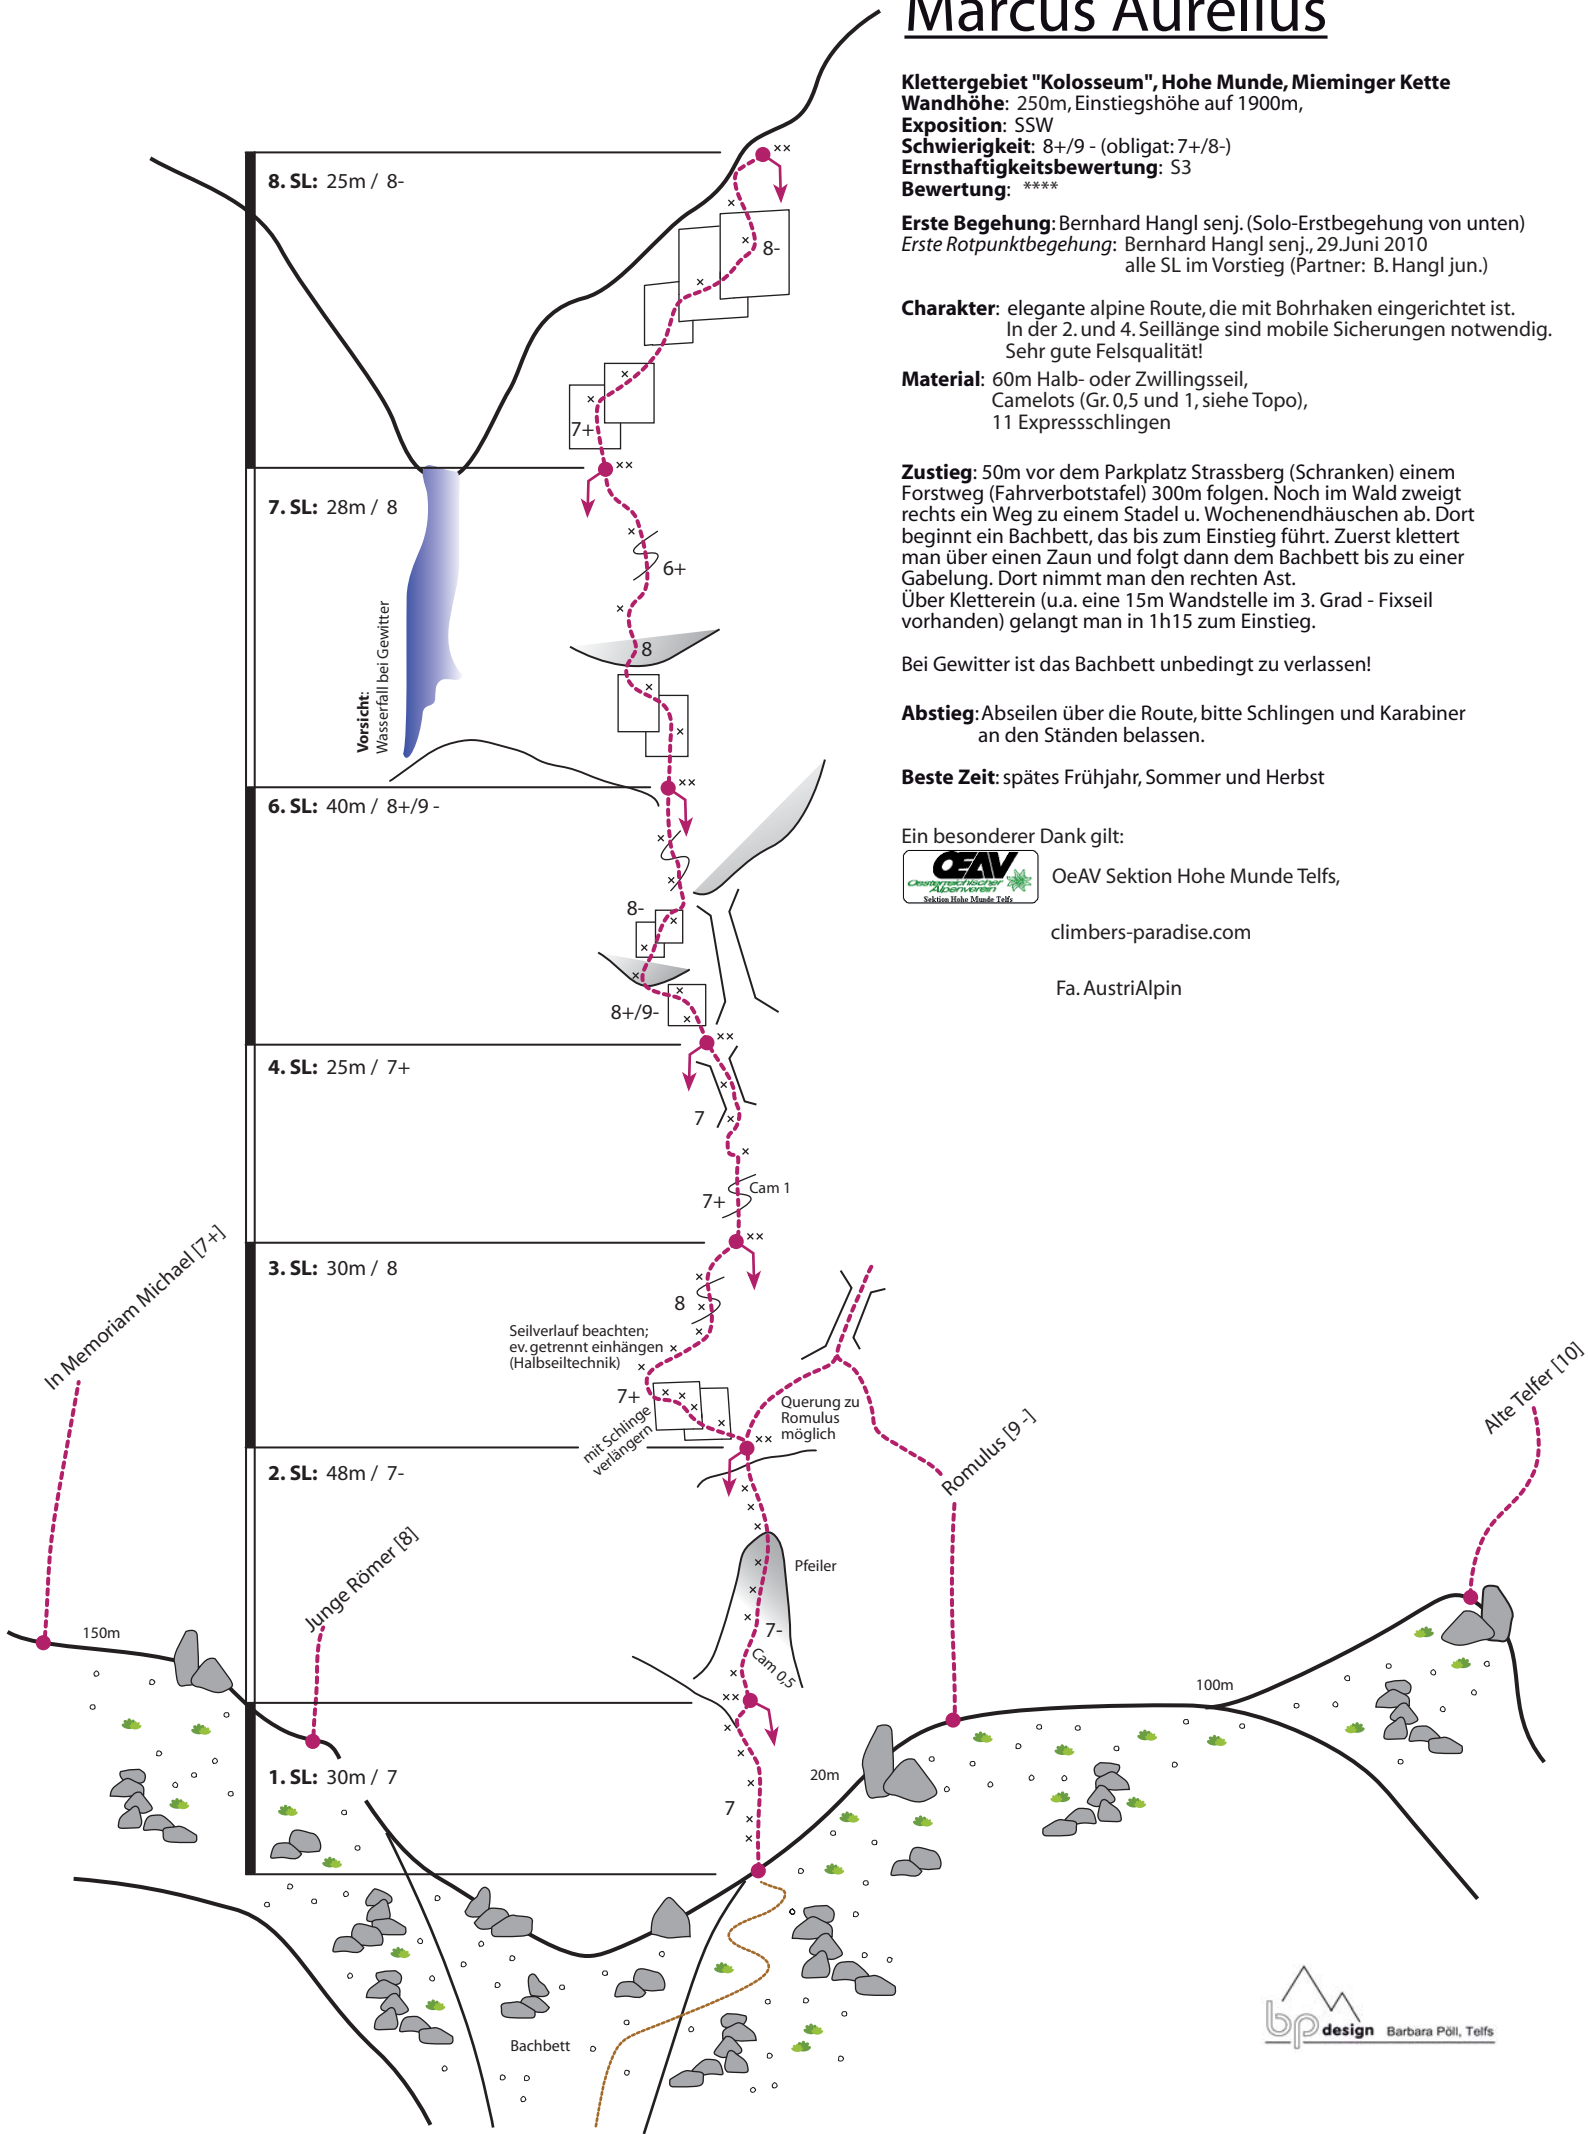 Marcus Aurelius
Klettergebiet "Kolosseum", Hohe Munde, Mieminger Kette
Wandhöhe: 250m, Einstiegshöhe auf 1900m,
Exposition: SSW
Schwierigkeit: 8+/9 - (obligat: 7+/8-)
Ernsthaftigkeitsbewertung: S3
Bewertung: ****
Erste Begehung: Bernhard Hangl senj. (Solo-Erstbegehung von unten)
Erste Rotpunktbegehung: Bernhard Hangl senj., 29.Juni 2010
alle SL im Vorstieg (Partner: B. Hangl jun.)
Charakter: elegante alpine Route, die mit Bohrhaken eingerichtet ist.
In der 2. und 4. Seillänge sind mobile Sicherungen notwendig.
Sehr gute Felsqualität!
Material: 60m Halb- oder Zwillingsseil,
Camelots (Gr. 0,5 und 1, siehe Topo),
11 Expressschlingen
Zustieg: 50m vor dem Parkplatz Strassberg (Schranken) einem
Forstweg (Fahrverbotstafel) 300m folgen. Noch im Wald zweigt
rechts ein Weg zu einem Stadel u. Wochenendhäuschen ab. Dort
beginnt ein Bachbett, das bis zum Einstieg führt. Zuerst klettert
man über einen Zaun und folgt dann dem Bachbett bis zu einer
Gabelung. Dort nimmt man den rechten Ast.
Über Kletterein (u.a. eine 15m Wandstelle im 3. Grad - Fixseil
vorhanden) gelangt man in 1h15 zum Einstieg.
Bei Gewitter ist das Bachbett unbedingt zu verlassen!
Abstieg: Abseilen über die Route, bitte Schlingen und Karabiner
an den Ständen belassen.
Beste Zeit: spätes Frühjahr, Sommer und Herbst
Ein besonderer Dank gilt:
OEAV
Oesterreichischer
Alpenverein
Sektion Hohe Munde Telfs
OeAV Sektion Hohe Munde Telfs,
climbers-paradise.com
Fa. AustriAlpin
8. SL: 25m / 8-
8-
7+
7. SL: 28m / 8
6+
8
Vorsicht:
Wasserfall bei Gewitter
6. SL: 40m / 8+/9 -
8-
8+/9-
4. SL: 25m / 7+
7
7+
Cam 1
3. SL: 30m / 8
8
Seilverlauf beachten;
ev. getrennt einhängen
(Halbseiltechnik)
7+
mit Schlinge
verlängern
Querung zu
Romulus
möglich
2. SL: 48m / 7-
Pfeiler
7-
Cam 0,5
1. SL: 30m / 7
7
In Memoriam Michael [7+]
Junge Römer [8]
Romulus [9 -]
Alte Telfer [10]
150m
20m
100m
Bachbett
bp design Barbara Pöll, Telfs